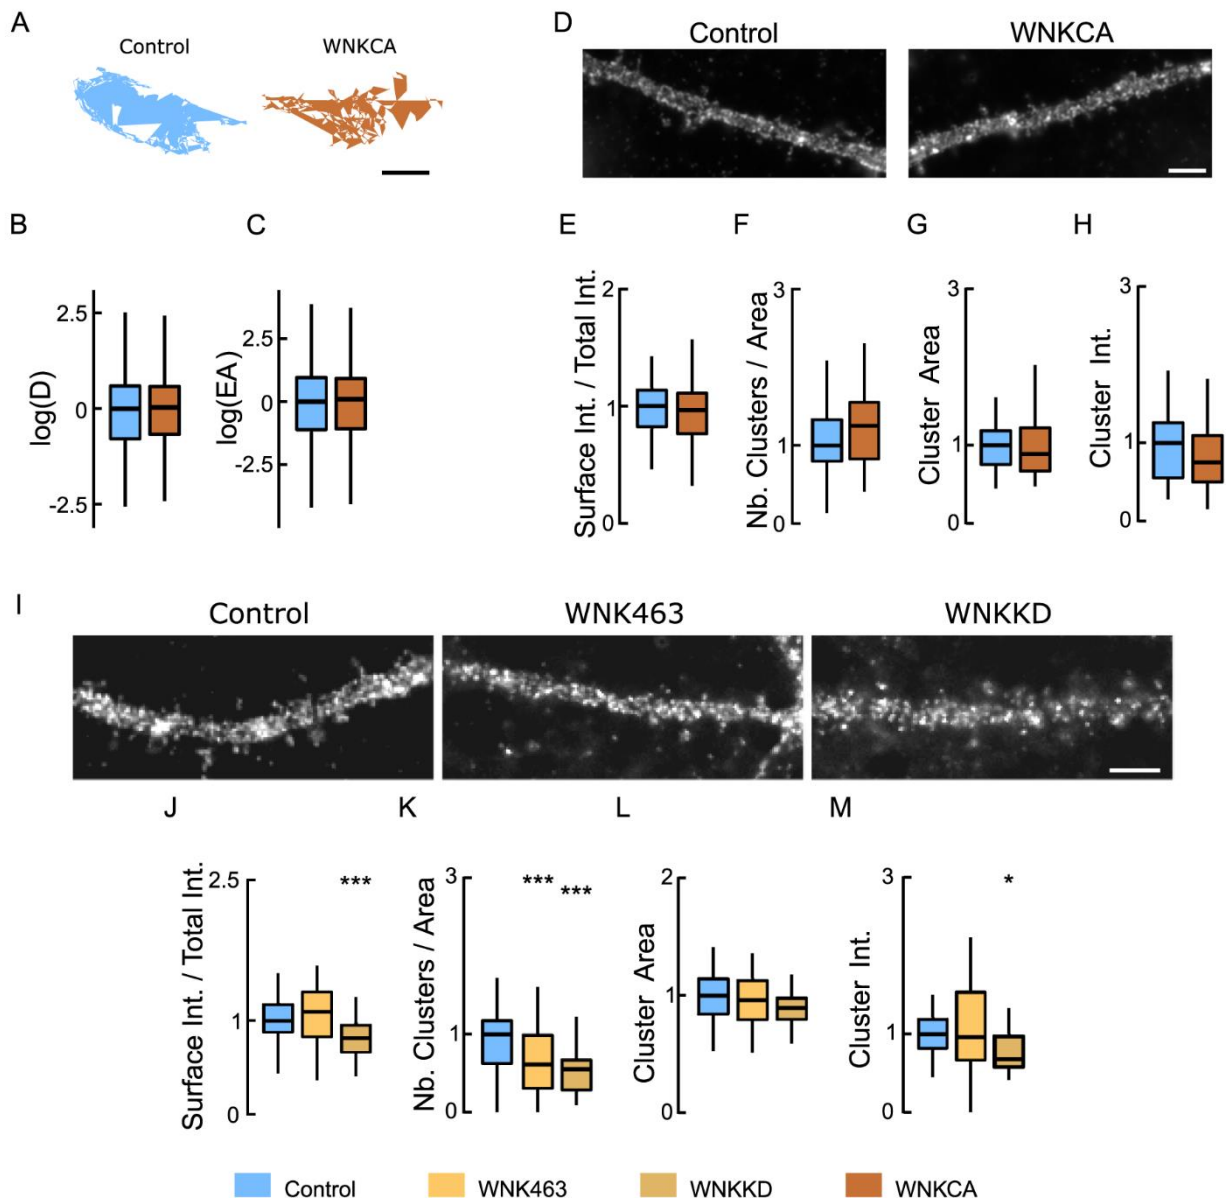 A
Control
WNKCA
D
Control
WNKCA
B
C
E
F
G
H
log(D)
2.5
0
-2.5
log(EA)
2.5
0
-2.5
Surface Int. / Total Int.
2
1
0
Nb. Clusters / Area
3
1
0
Cluster Area
3
1
0
Cluster Int.
3
1
0
I
Control
WNK463
WNKKD
J
K
L
M
Surface Int. / Total Int.
2.5
1
0
***
Nb. Clusters / Area
3
1
0
***
***
Cluster Area
2
1
0
Cluster Int.
3
1
0
*
Control
WNK463
WNKKD
WNKCA